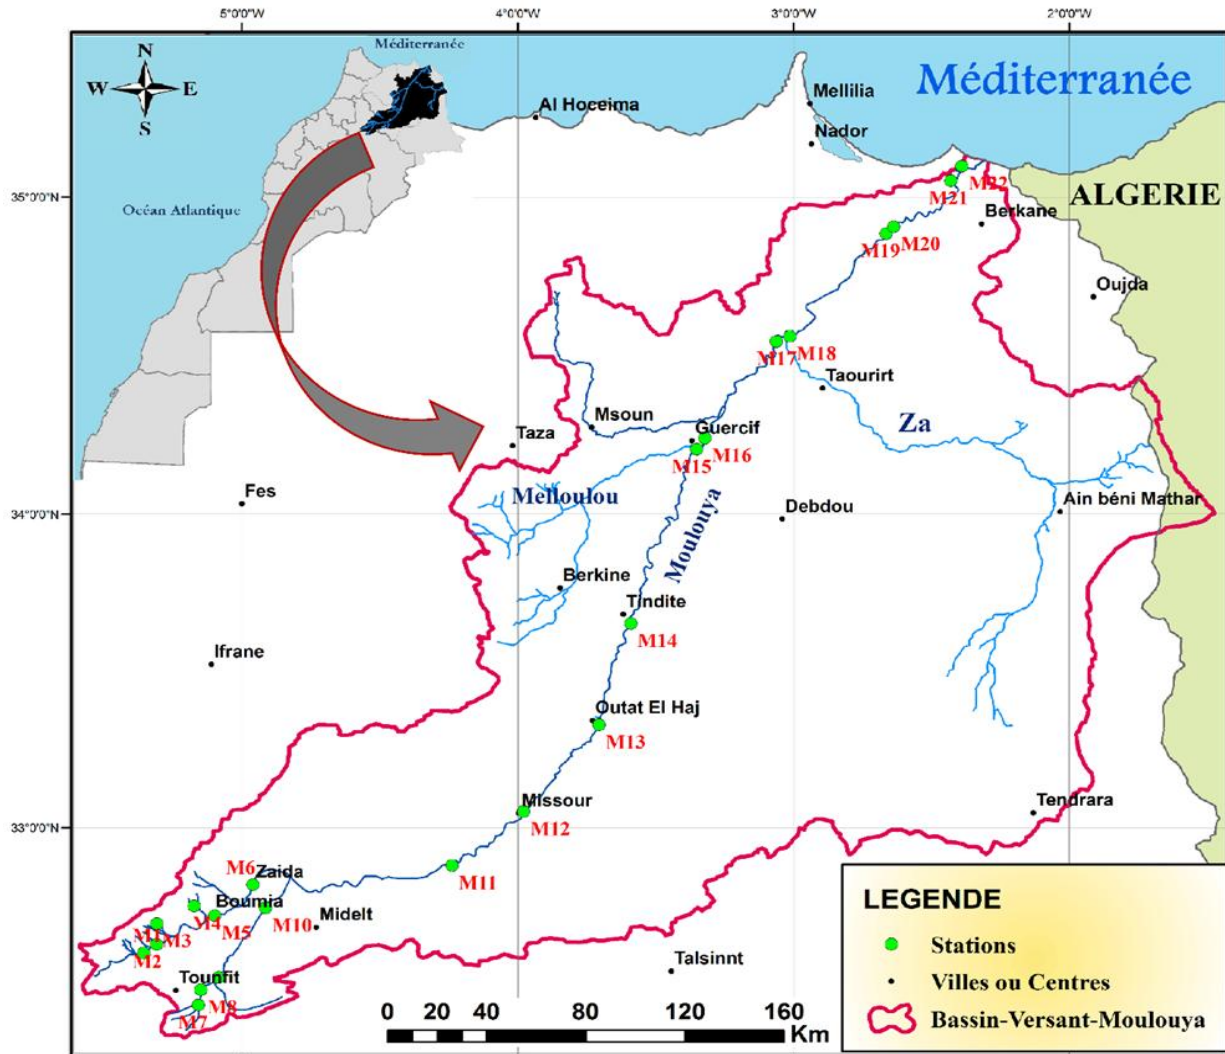 5°0'0"W 4°0'0"W 3°0'0"W 2°0'0"W
Méditerranée
N
W E
S
Océan Atlantique
Méditerranée
Mellilia
Al Hoceima
Nador
35°0'0"N
M22
M21
ALGERIE
Berkane
M19 M20
Oujda
M17 M18
Taourirt
Msoun
Za
Guercif
Taza
M15 M16
Fes
Melloulou
Moulouya
34°0'0"N
Debdou
Ain béni Mathar
Berkine
Tindite
M14
Ifrane
Outat El Haj
M13
Missour
M12
Tendrara
33°0'0"N
M6 Zaida
M11
Boumia
M4 M5 M10
Midelt
M1 M3
M2
Tounfit
M8
M7
Talsinnt
0 20 40 80 120 160
Km
LEGENDE
Stations
Villes ou Centres
Bassin-Versant-Moulouya